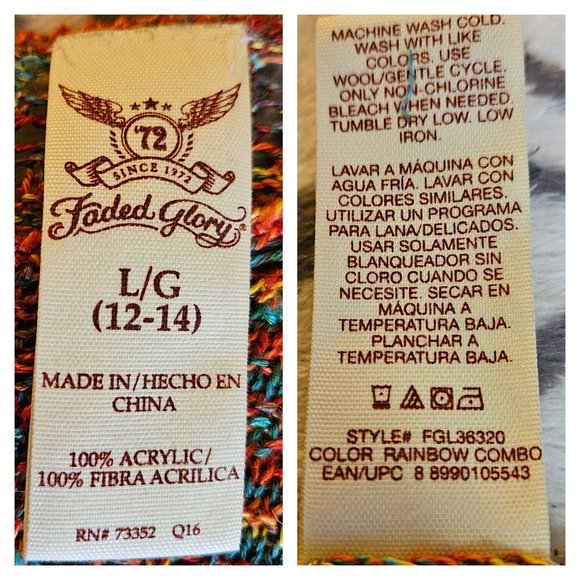 '72
SINCE 1972
Faded Glory®
L/G
(12-14)
MADE IN/HECHO EN
CHINA
100% ACRYLIC/
100% FIBRA ACRILICA
RN# 73352 Q16
MACHINE WASH COLD.
WASH WITH LIKE
COLORS. USE
WOOL/GENTLE CYCLE.
ONLY NON-CHLORINE
BLEACH WHEN NEEDED.
TUMBLE DRY LOW. LOW
IRON.
LAVAR A MÁQUINA CON
AGUA FRÍA. LAVAR CON
COLORES SIMILARES.
UTILIZAR UN PROGRAMA
PARA LANA/DELICADOS.
USAR SOLAMENTE
BLANQUEADOR SIN
CLORO CUANDO SE
NECESITE. SECAR EN
MÁQUINA A
TEMPERATURA BAJA.
PLANCHAR A
TEMPERATURA BAJA.
STYLE# FGL36320
COLOR RAINBOW COMBO
EAN/UPC 8 8990105543